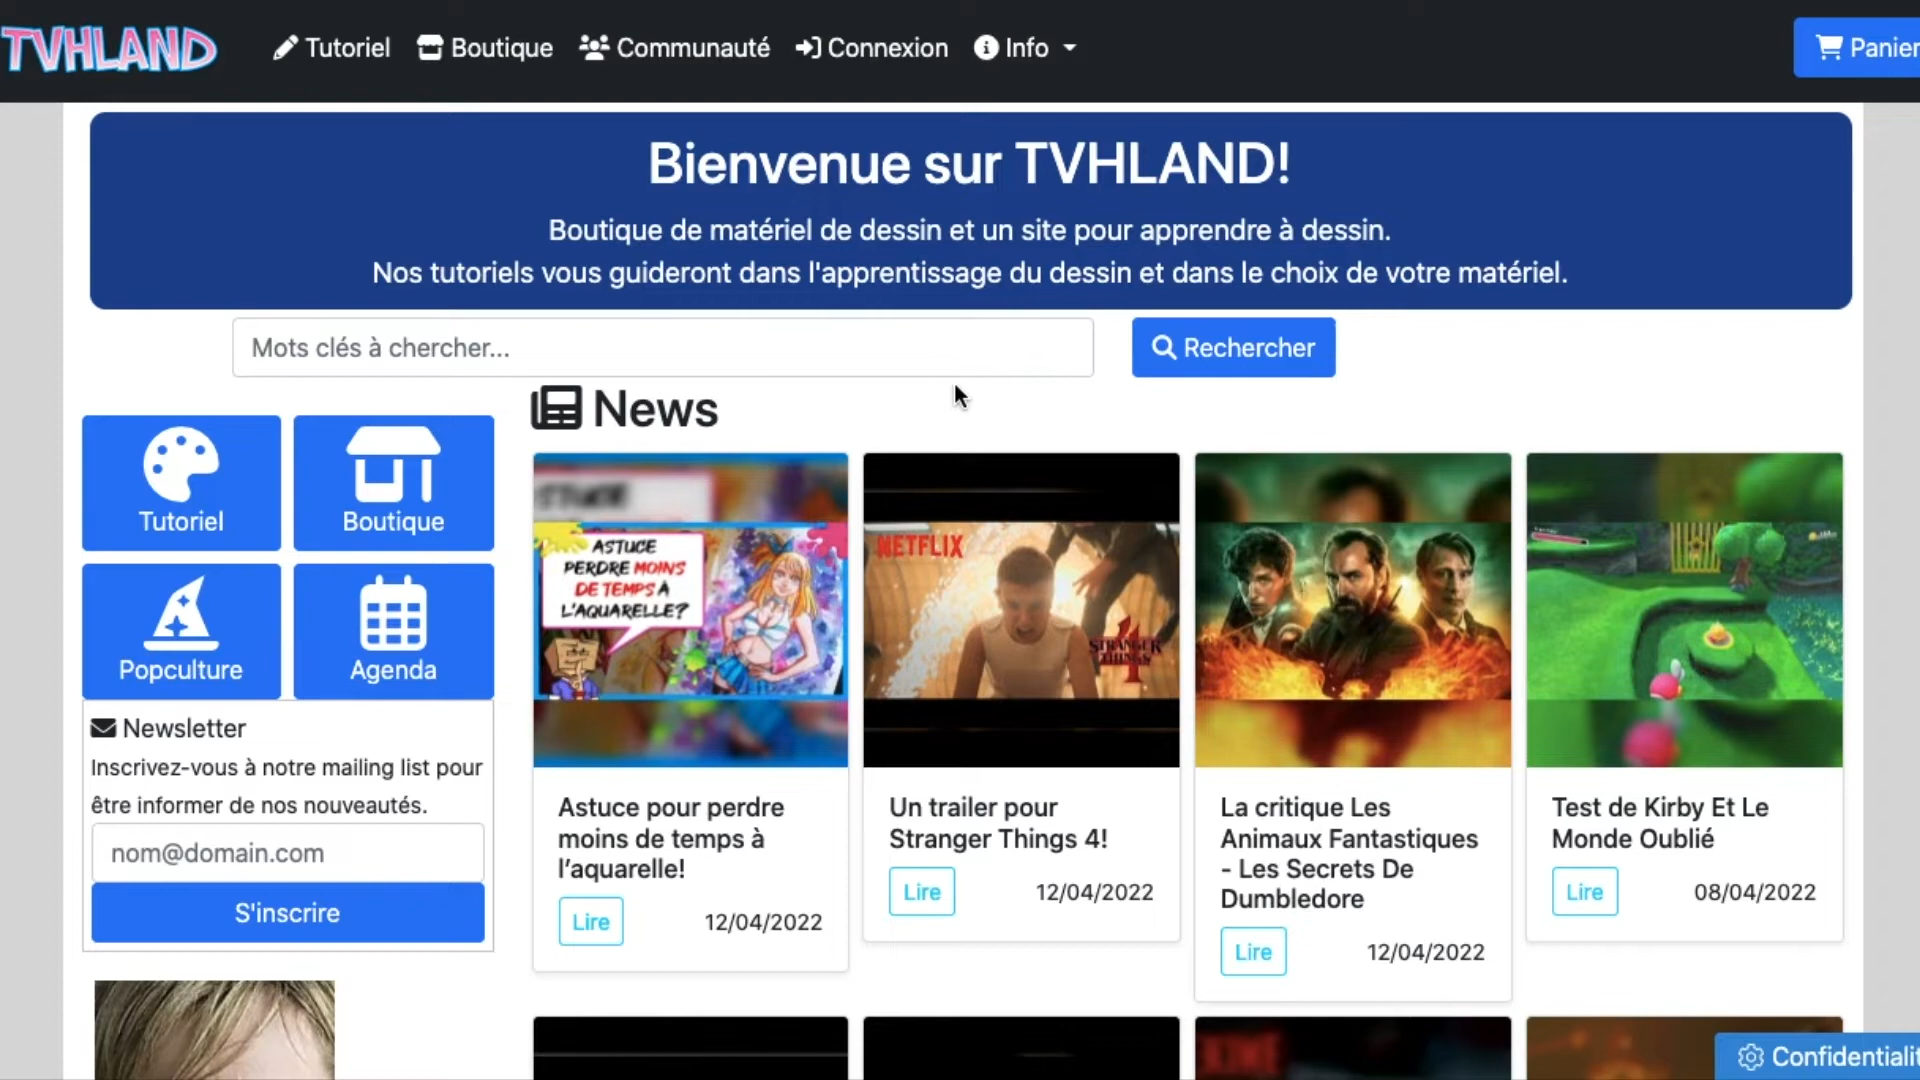 TVHLAND
Tutoriel
Boutique
Communauté
Connexion
Info
Panier
Bienvenue sur TVHLAND!
Boutique de matériel de dessin et un site pour apprendre à dessin.
Nos tutoriels vous guideront dans l'apprentissage du dessin et dans le choix de votre matériel.
Mots clés à chercher...
Rechercher
News
Tutoriel
Boutique
Popculture
Agenda
Newsletter
Inscrivez-vous à notre mailing list pour
être informer de nos nouveautés.
nom@domain.com
S'inscrire
ASTUCE
PERDRE MOINS
DE TEMPS À
L'AQUARELLE?
Astuce pour perdre
moins de temps à
l’aquarelle!
Lire
12/04/2022
NETFLIX
STRANGER
THINGS
4
Un trailer pour
Stranger Things 4!
Lire
12/04/2022
La critique Les
Animaux Fantastiques
- Les Secrets De
Dumbledore
Lire
12/04/2022
Test de Kirby Et Le
Monde Oublié
Lire
08/04/2022
Confidentialit